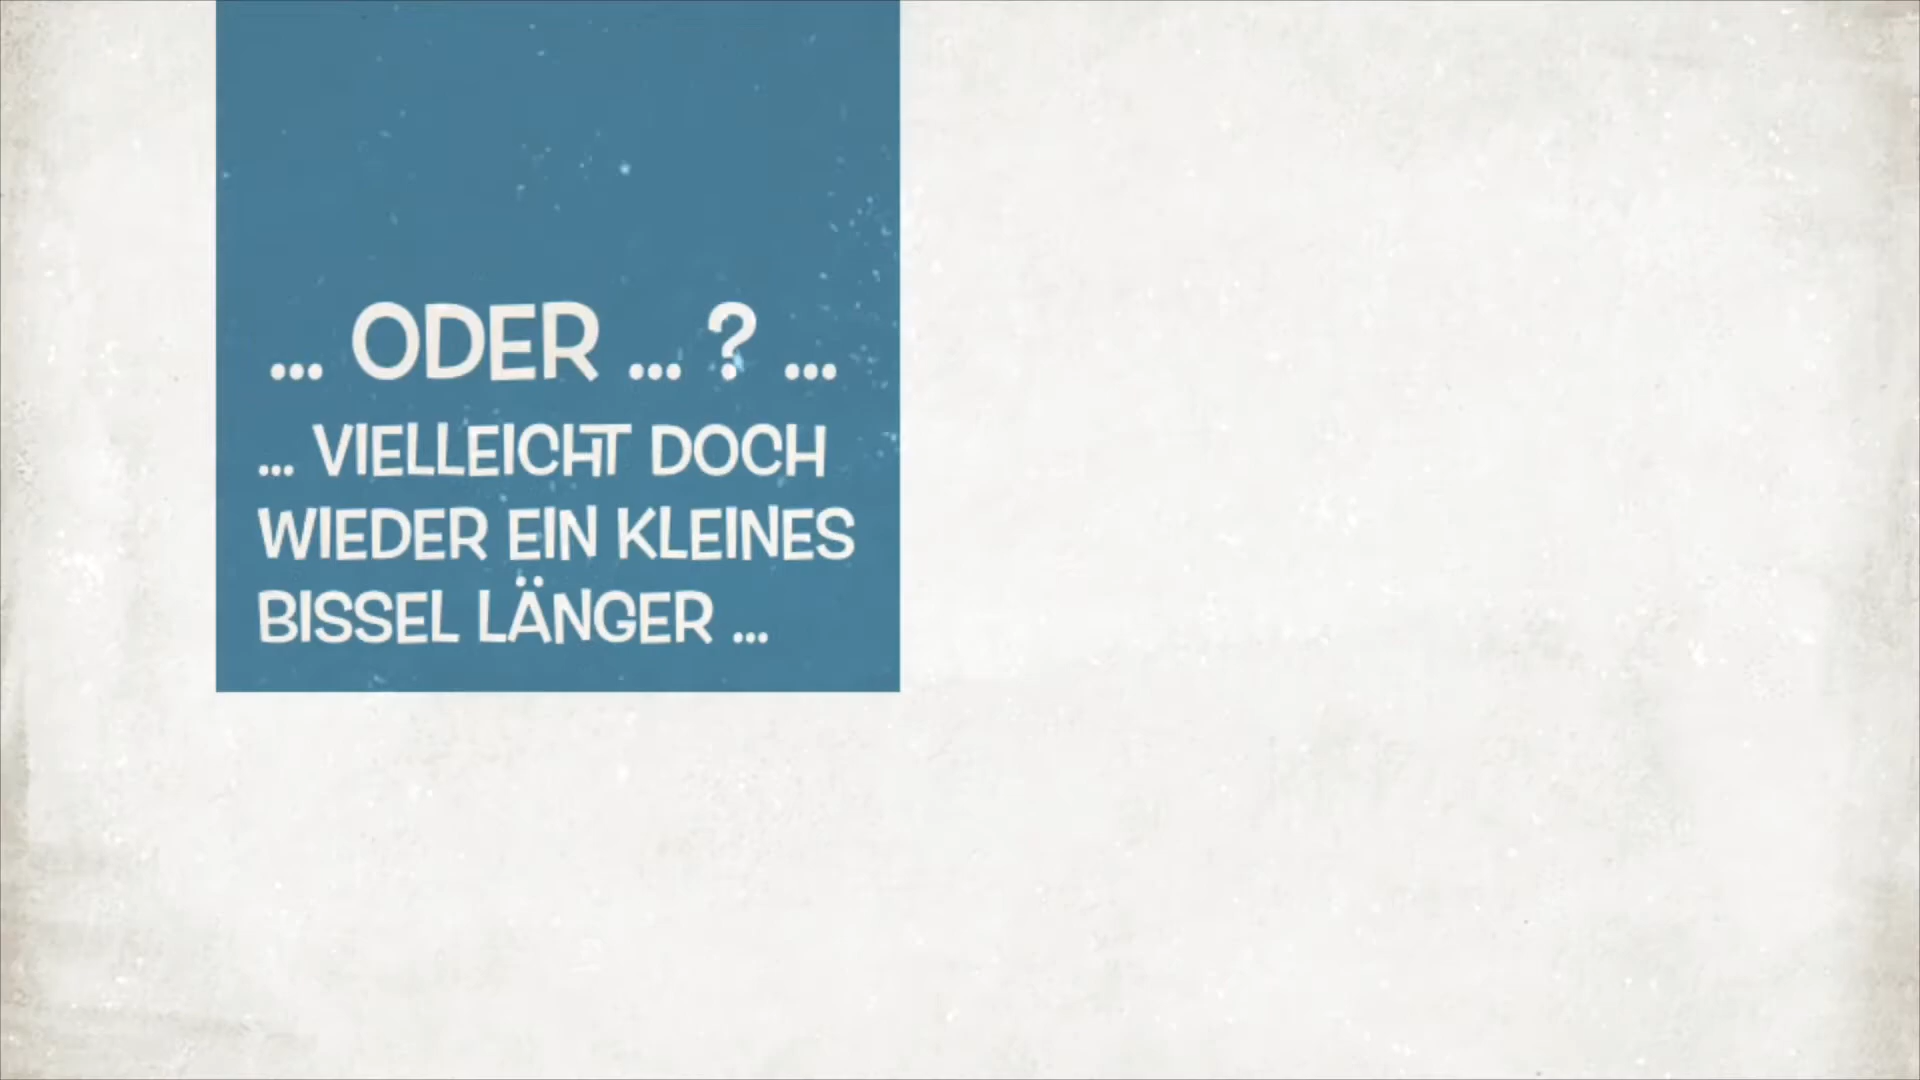 ... ODER ... ? ...
... VIELLEICHT DOCH
WIEDER EIN KLEINES
BISSEL LÄNGER ...